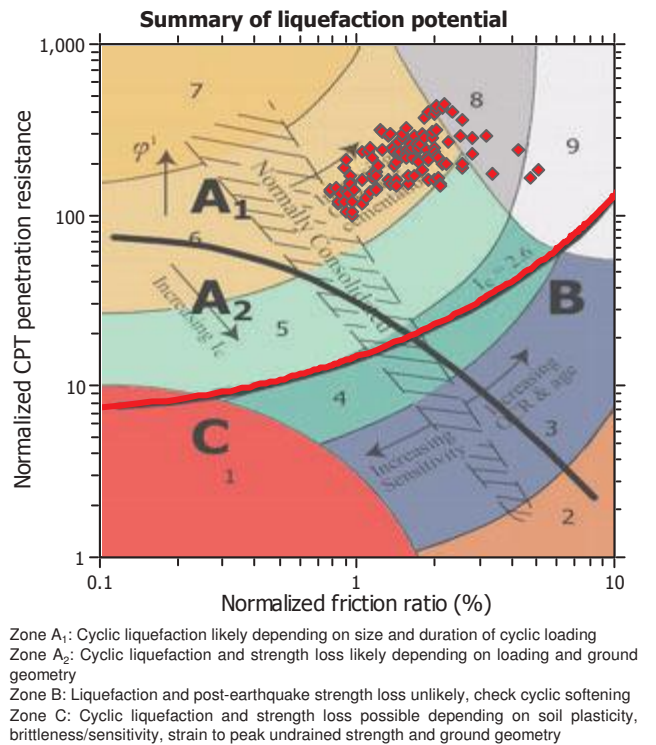 Summary of liquefaction potential
Normalized CPT penetration resistance
1,000
100
10
1
7
8
9
φ'
A1
Normally Consolidated
cementation
6
Increasing Ic
A2
5
Ic = 2.6
B
4
Increasing
OCR & age
C
1
Increasing
Sensitivity
3
2
0.1
1
10
Normalized friction ratio (%)
Zone A1: Cyclic liquefaction likely depending on size and duration of cyclic loading
Zone A2: Cyclic liquefaction and strength loss likely depending on loading and ground
geometry
Zone B: Liquefaction and post-earthquake strength loss unlikely, check cyclic softening
Zone C: Cyclic liquefaction and strength loss possible depending on soil plasticity,
brittleness/sensitivity, strain to peak undrained strength and ground geometry